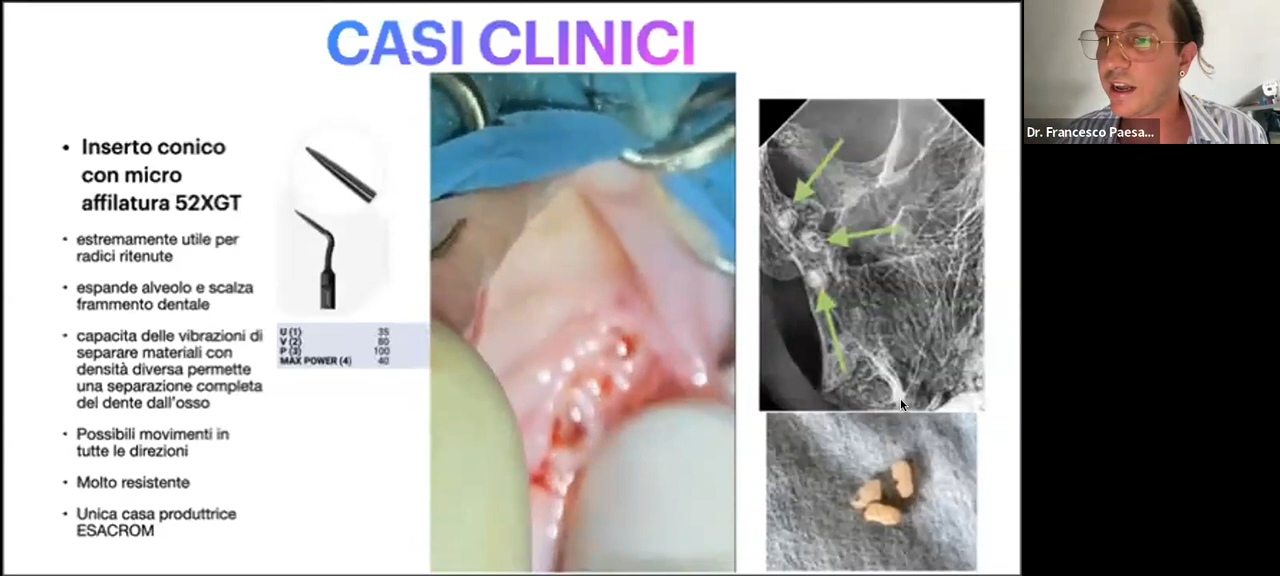 CASI CLINICI
• Inserto conico
con micro
affilatura 52XGT
• estremamente utile per
radici ritenute
• espande alveolo e scalza
frammento dentale
• capacita delle vibrazioni di
separare materiali con
densità diversa permette
una separazione completa
del dente dall'osso
• Possibili movimenti in
tutte le direzioni
• Molto resistente
• Unica casa produttrice
ESACROM
U (1) 35
V (2) 80
P (3) 100
MAX POWER (4) 40
Dr. Francesco Paesa...